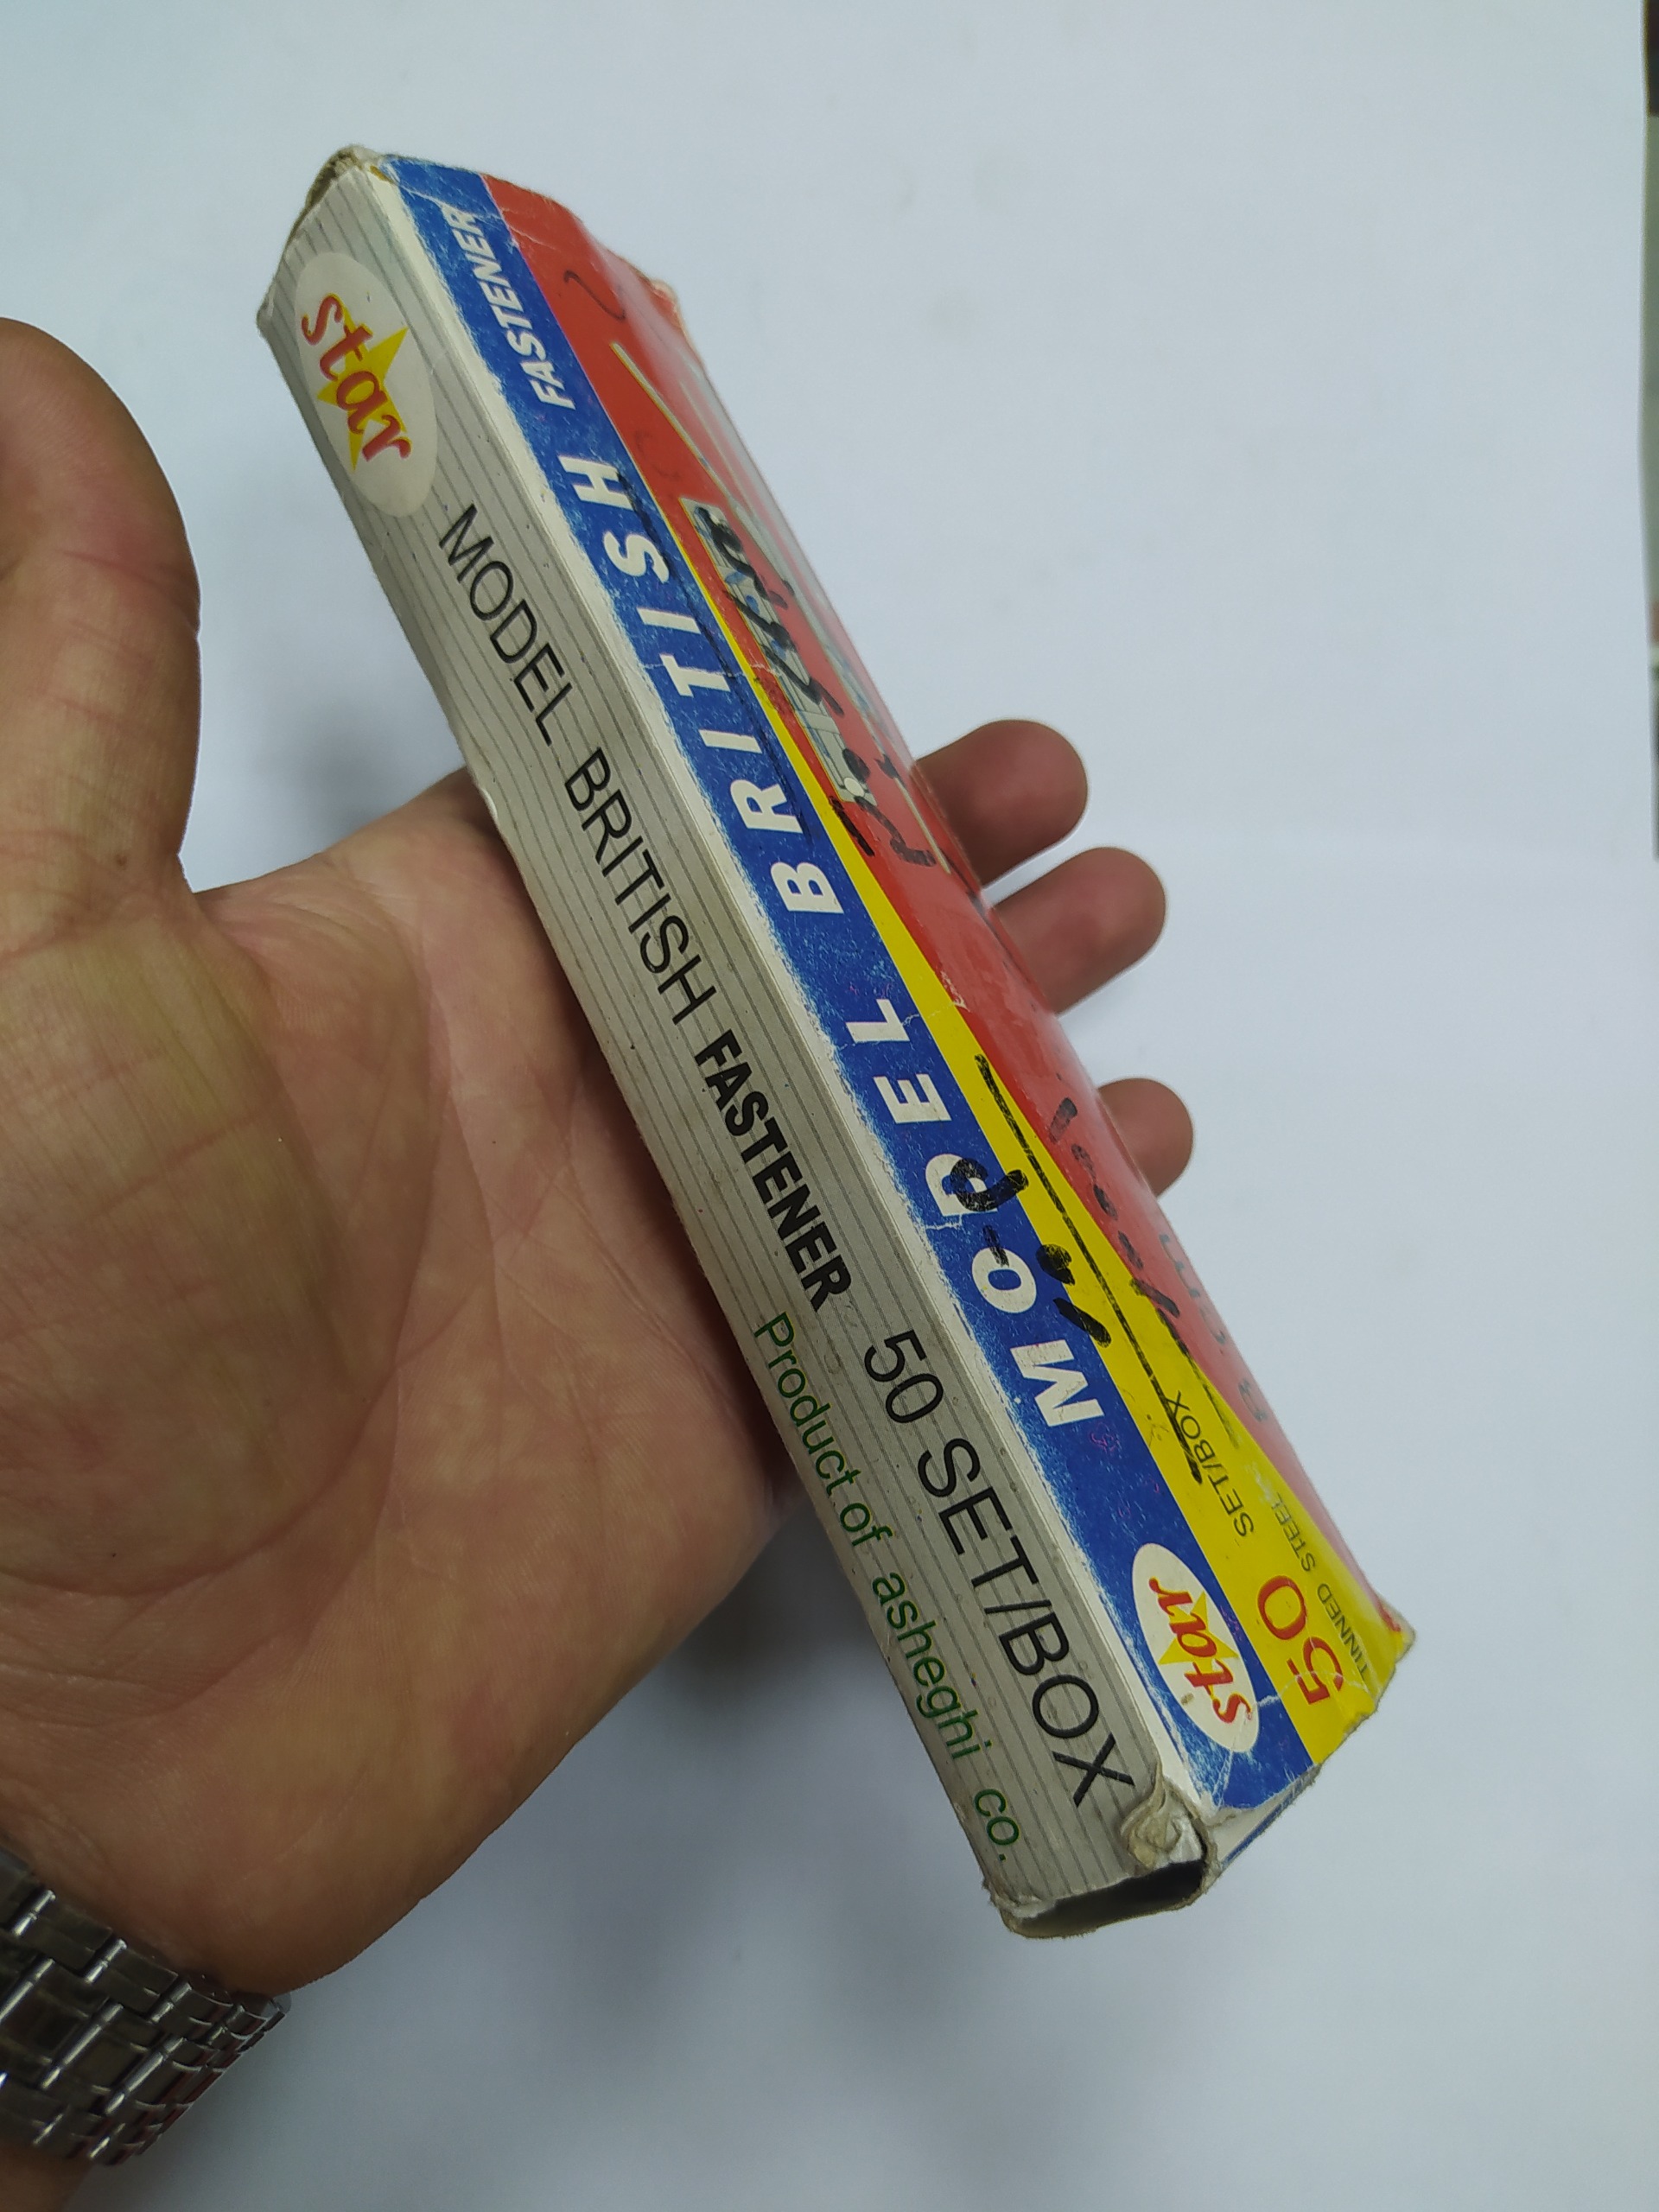 star
MODEL BRITISH FASTENER 50 SET/BOX
Product of asheghi co.
star MODEL BRITISH FASTENER
50 SET/BOX
TINNED STEEL